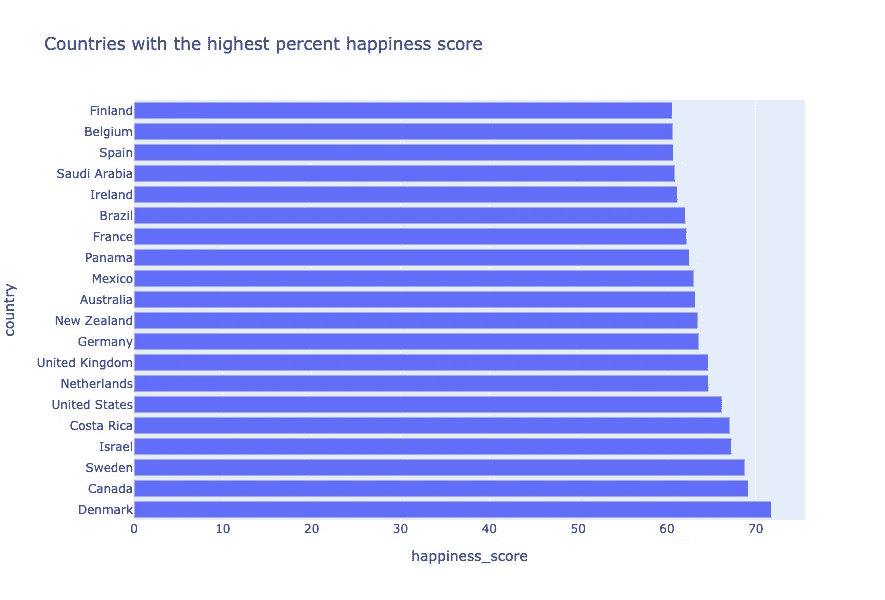 Countries with the highest percent happiness score
country
Finland
Belgium
Spain
Saudi Arabia
Ireland
Brazil
France
Panama
Mexico
Australia
New Zealand
Germany
United Kingdom
Netherlands
United States
Costa Rica
Israel
Sweden
Canada
Denmark
0 10 20 30 40 50 60 70
happiness_score